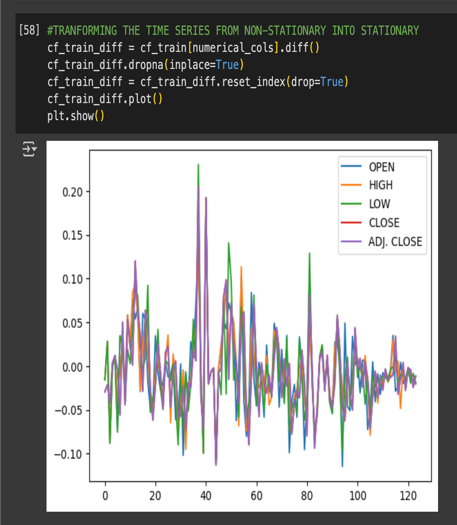 [58] #TRANFORMING THE TIME SERIES FROM NON-STATIONARY INTO STATIONARY
cf_train_diff = cf_train[numerical_cols].diff()
cf_train_diff.dropna(inplace=True)
cf_train_diff = cf_train_diff.reset_index(drop=True)
cf_train_diff.plot()
plt.show()
OPEN
HIGH
LOW
CLOSE
ADJ. CLOSE
0.20
0.15
0.10
0.05
0.00
−0.05
−0.10
0 20 40 60 80 100 120